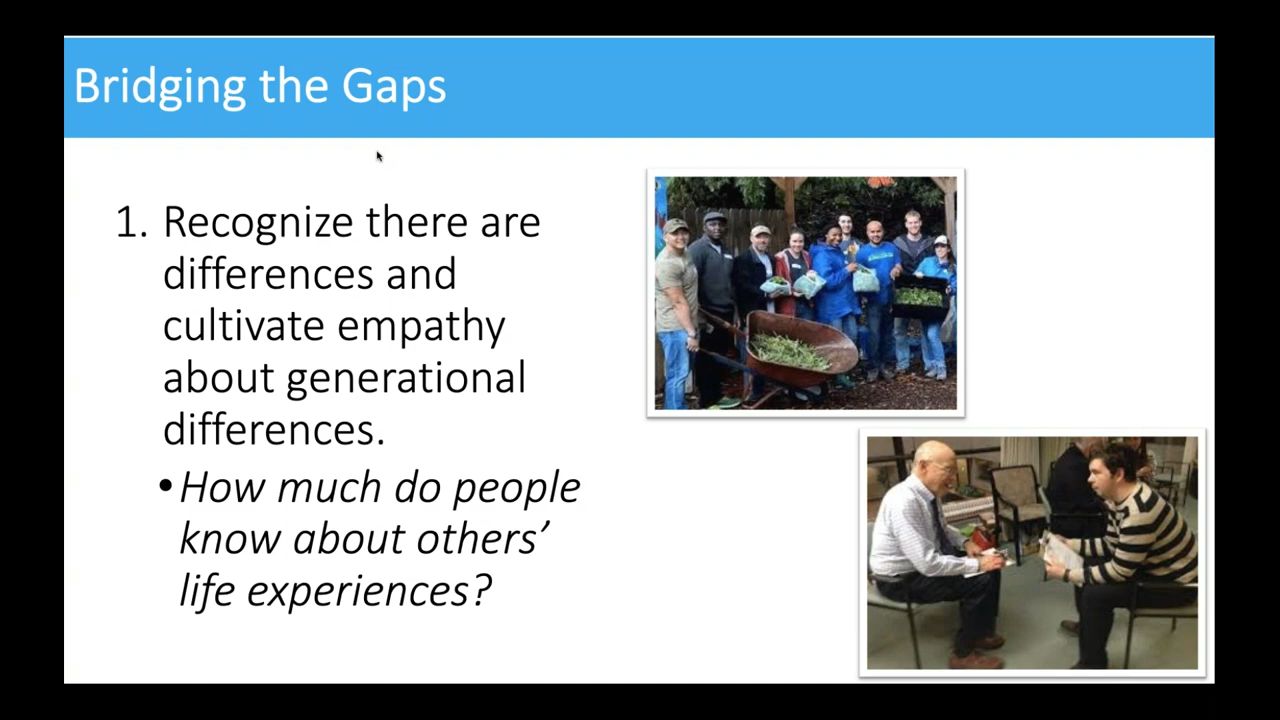 Bridging the Gaps
1. Recognize there are
differences and
cultivate empathy
about generational
differences.
•How much do people
know about others’
life experiences?